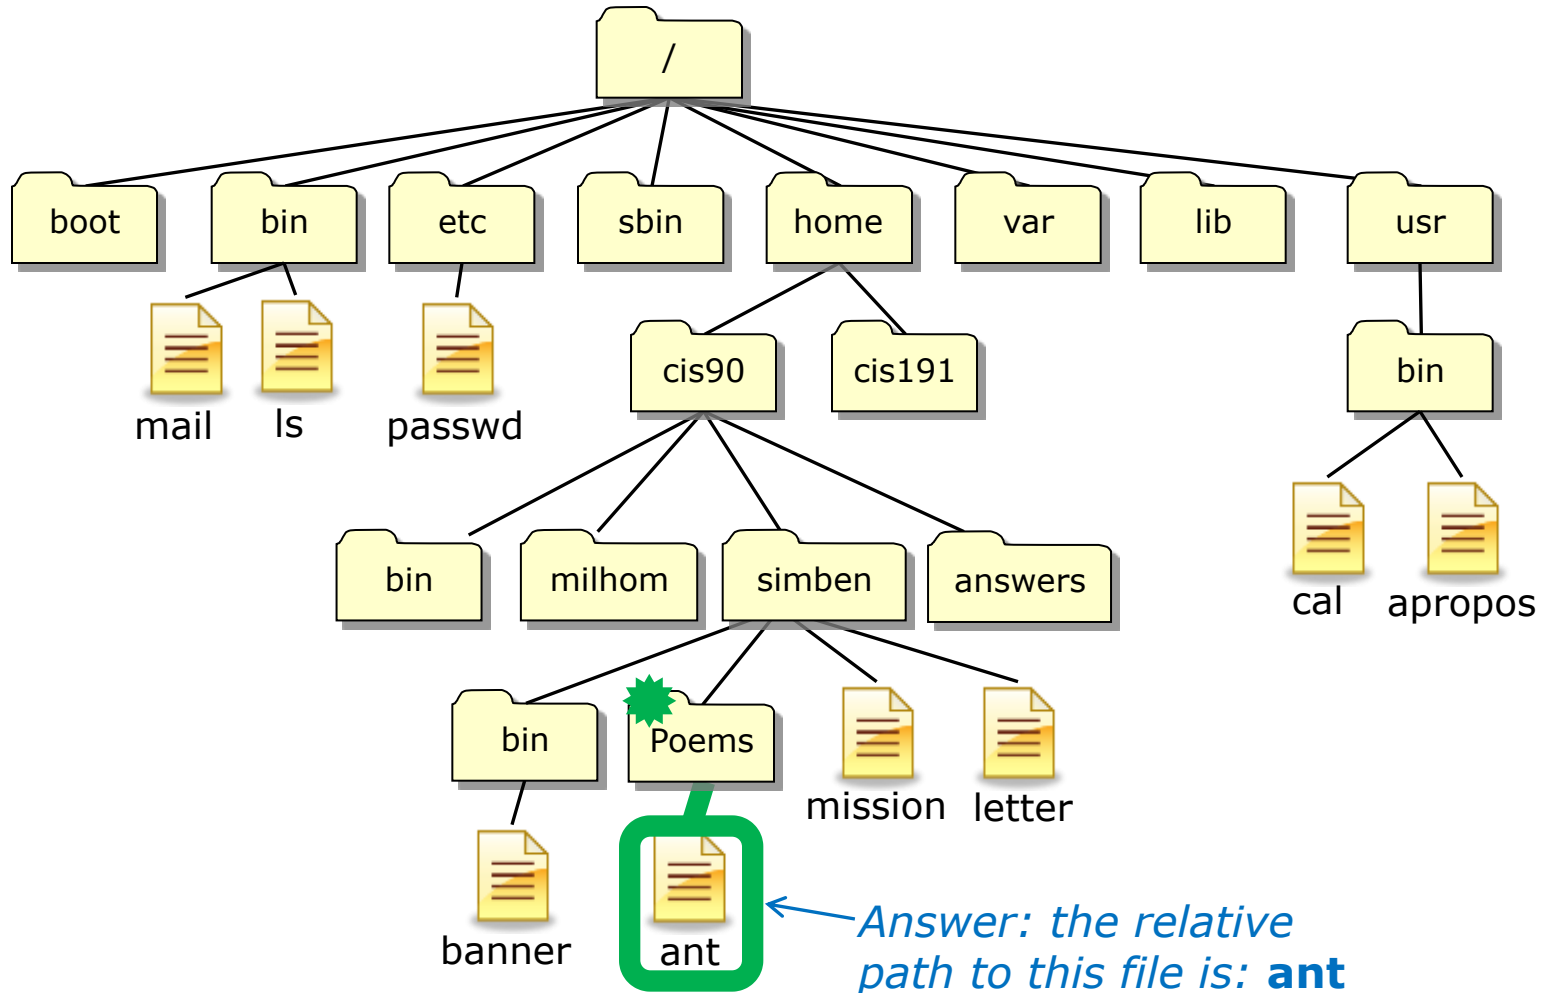 /
boot
bin
etc
sbin
home
var
lib
usr
mail
ls
passwd
cis90
cis191
bin
bin
milhom
simben
answers
cal
apropos
bin
Poems
mission
letter
banner
ant
Answer: the relative
path to this file is: ant